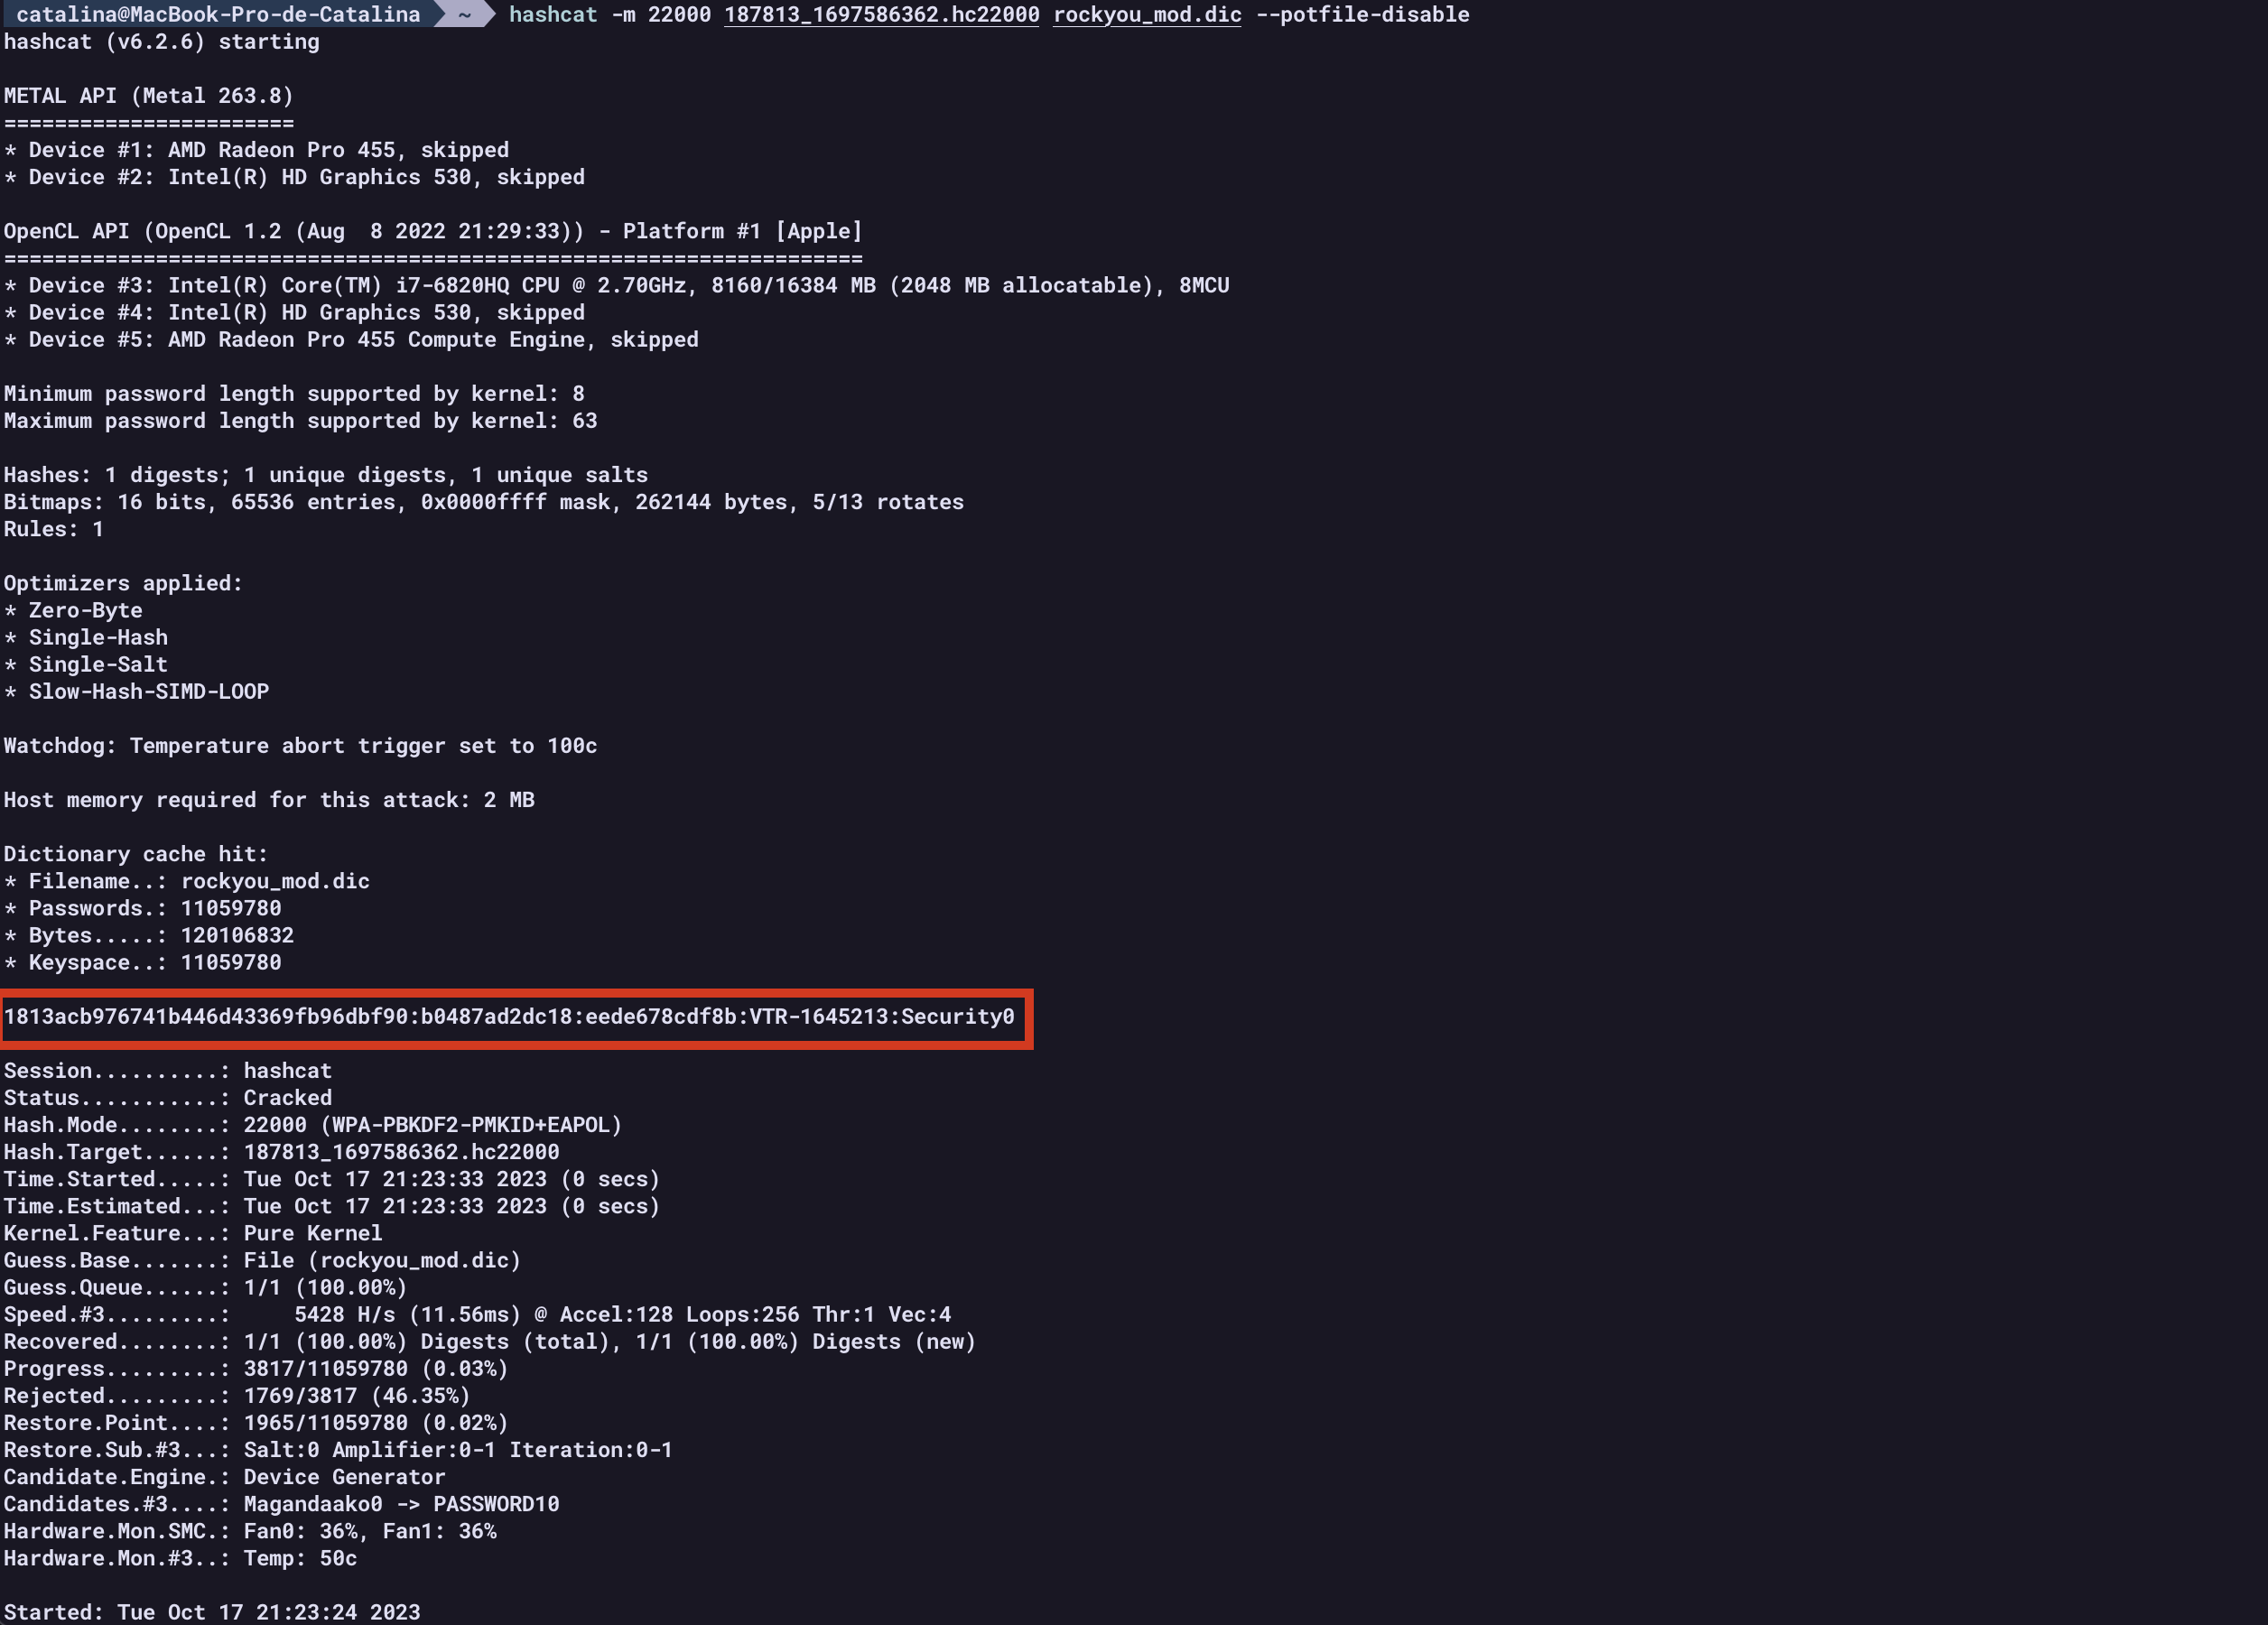 catalina@MacBook-Pro-de-Catalina ~ hashcat -m 22000 187813_1697586362.hc22000 rockyou_mod.dic --potfile-disable
hashcat (v6.2.6) starting
METAL API (Metal 263.8)
=======================
* Device #1: AMD Radeon Pro 455, skipped
* Device #2: Intel(R) HD Graphics 530, skipped
OpenCL API (OpenCL 1.2 (Aug  8 2022 21:29:33)) - Platform #1 [Apple]
====================================================================
* Device #3: Intel(R) Core(TM) i7-6820HQ CPU @ 2.70GHz, 8160/16384 MB (2048 MB allocatable), 8MCU
* Device #4: Intel(R) HD Graphics 530, skipped
* Device #5: AMD Radeon Pro 455 Compute Engine, skipped
Minimum password length supported by kernel: 8
Maximum password length supported by kernel: 63
Hashes: 1 digests; 1 unique digests, 1 unique salts
Bitmaps: 16 bits, 65536 entries, 0x0000ffff mask, 262144 bytes, 5/13 rotates
Rules: 1
Optimizers applied:
* Zero-Byte
* Single-Hash
* Single-Salt
* Slow-Hash-SIMD-LOOP
Watchdog: Temperature abort trigger set to 100c
Host memory required for this attack: 2 MB
Dictionary cache hit:
* Filename..: rockyou_mod.dic
* Passwords.: 11059780
* Bytes.....: 120106832
* Keyspace..: 11059780
1813acb976741b446d43369fb96dbf90:b0487ad2dc18:eede678cdf8b:VTR-1645213:Security0
Session..........: hashcat
Status...........: Cracked
Hash.Mode........: 22000 (WPA-PBKDF2-PMKID+EAPOL)
Hash.Target......: 187813_1697586362.hc22000
Time.Started.....: Tue Oct 17 21:23:33 2023 (0 secs)
Time.Estimated...: Tue Oct 17 21:23:33 2023 (0 secs)
Kernel.Feature...: Pure Kernel
Guess.Base.......: File (rockyou_mod.dic)
Guess.Queue......: 1/1 (100.00%)
Speed.#3.........:     5428 H/s (11.56ms) @ Accel:128 Loops:256 Thr:1 Vec:4
Recovered........: 1/1 (100.00%) Digests (total), 1/1 (100.00%) Digests (new)
Progress.........: 3817/11059780 (0.03%)
Rejected.........: 1769/3817 (46.35%)
Restore.Point....: 1965/11059780 (0.02%)
Restore.Sub.#3...: Salt:0 Amplifier:0-1 Iteration:0-1
Candidate.Engine.: Device Generator
Candidates.#3....: Magandaako0 -> PASSWORD10
Hardware.Mon.SMC.: Fan0: 36%, Fan1: 36%
Hardware.Mon.#3..: Temp: 50c
Started: Tue Oct 17 21:23:24 2023